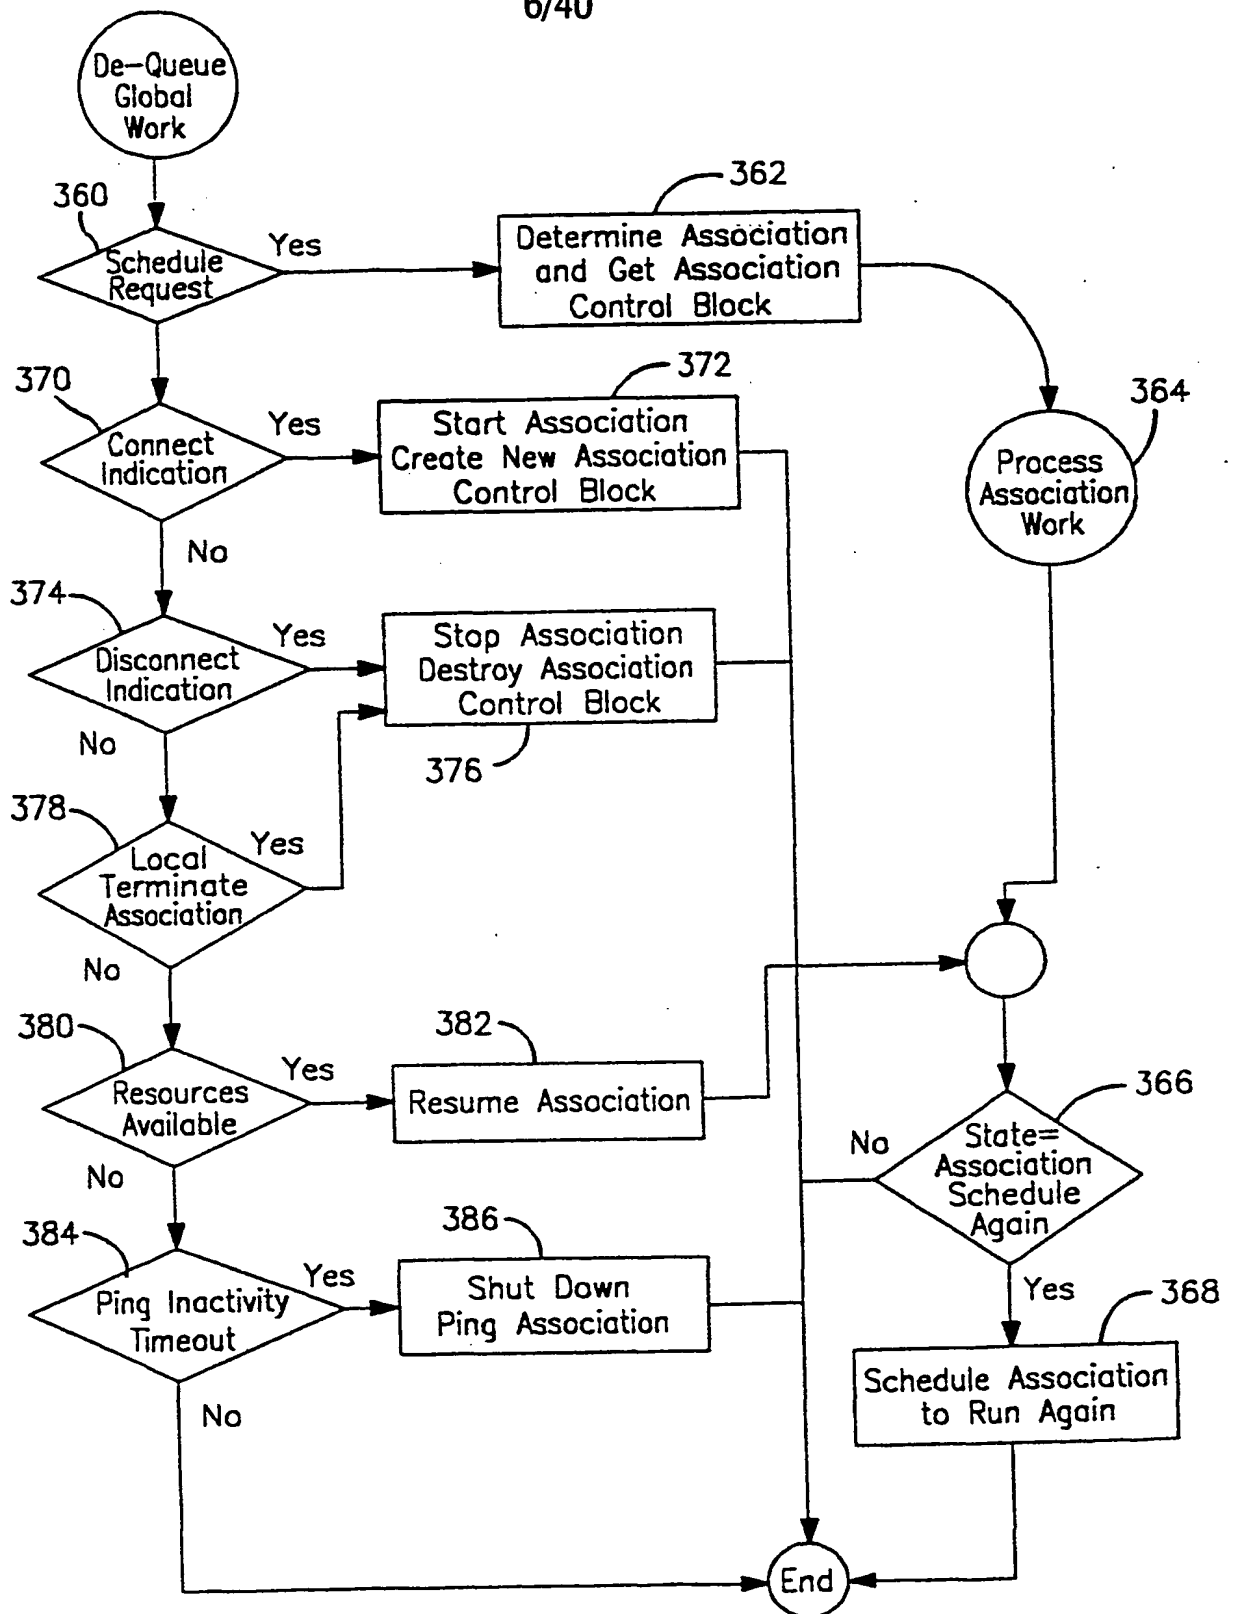 6/40
De-Queue
Global
Work
360
Schedule
Request
Yes
362
Determine Association
and Get Association
Control Block
364
Process
Association
Work
370
Connect
Indication
Yes
372
Start Association
Create New Association
Control Block
No
374
Disconnect
Indication
Yes
Stop Association
Destroy Association
Control Block
376
No
378
Local
Terminate
Association
Yes
No
380
Resources
Available
Yes
382
Resume Association
366
State=
Association
Schedule
Again
No
No
384
Ping Inactivity
Timeout
Yes
386
Shut Down
Ping Association
Yes
368
Schedule Association
to Run Again
No
End